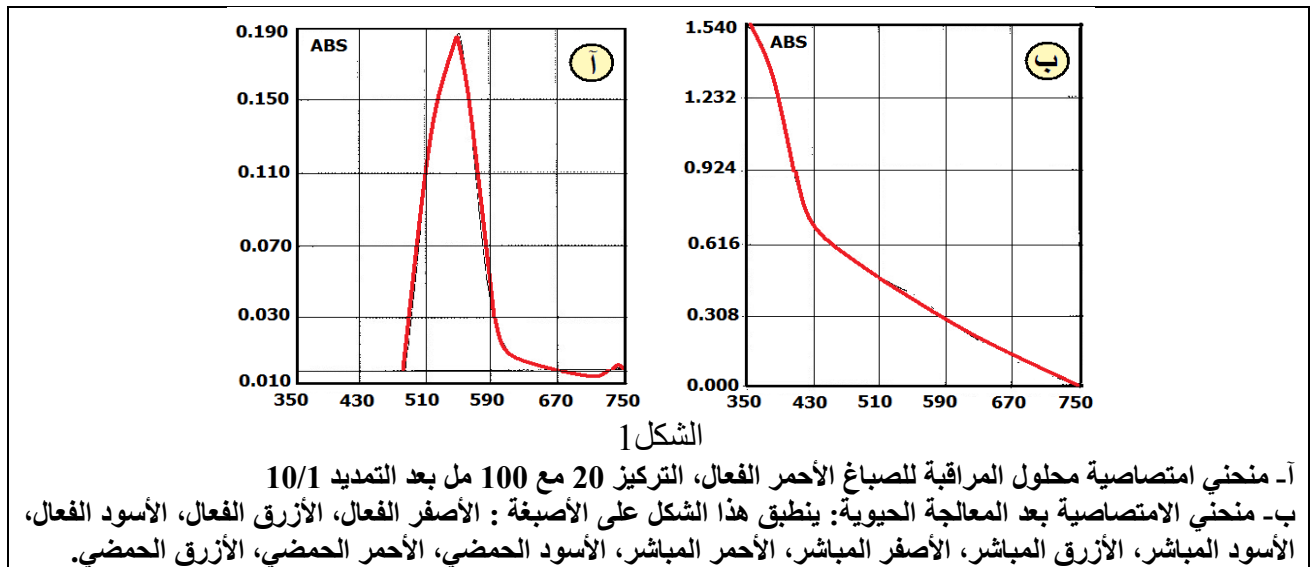 0.190
0.150
0.110
0.070
0.030
0.010
ABS
آ
350 430 510 590 670 750
1.540
1.232
0.924
0.616
0.308
0.000
ABS
ب
350 430 510 590 670 750
الشكل1
آـ منحني امتصاصية محلول المراقبة للصباغ الأحمر الفعال، التركيز 20 مع 100 مل بعد التمديد 10/1
ب- منحني الامتصاصية بعد المعالجة الحيوية: ينطبق هذا الشكل على الأصبغة : الأصفر الفعال، الأزرق الفعال، الأسود الفعال،
الأسود المباشر، الأزرق المباشر، الأصفر المباشر، الأحمر المباشر، الأسود الحمضي، الأحمر الحمضي، الأزرق الحمضي.